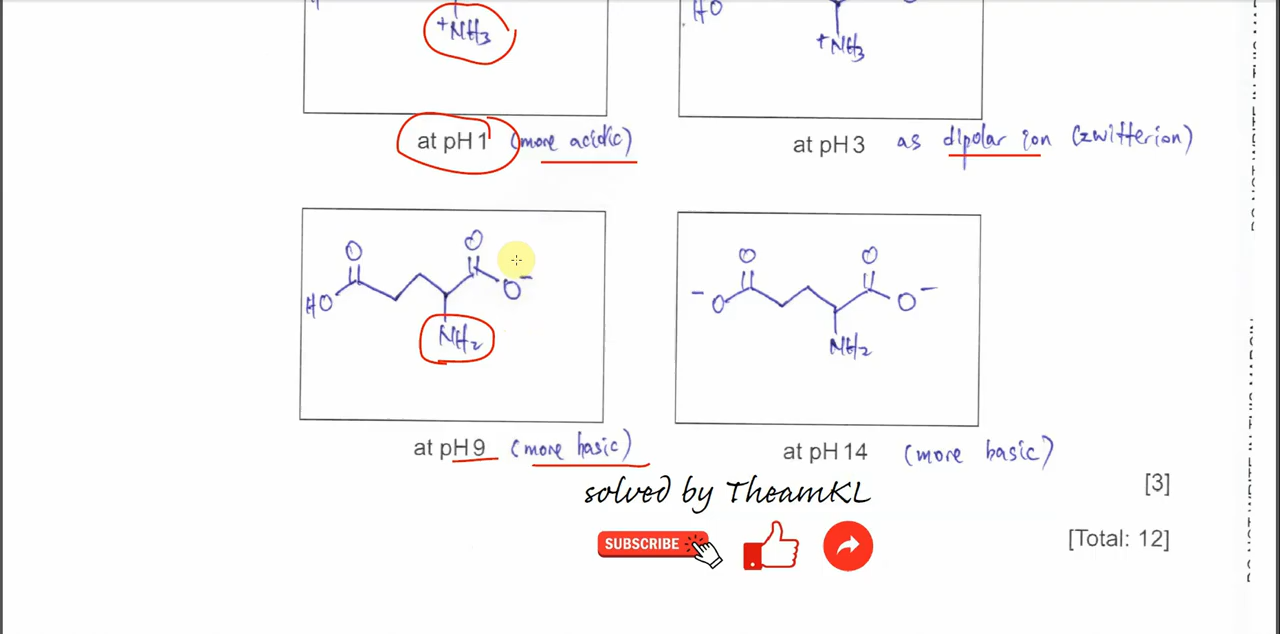 HO
+NH3
+NH3
at pH 1 (more acidic)
at pH 3 as dipolar ion (zwitterion)
O O
HO O−
NH2
O O
−O O−
NH2
at pH 9 (more basic)
at pH 14 (more basic)
solved by TheamKL
[3]
SUBSCRIBE
[Total: 12]